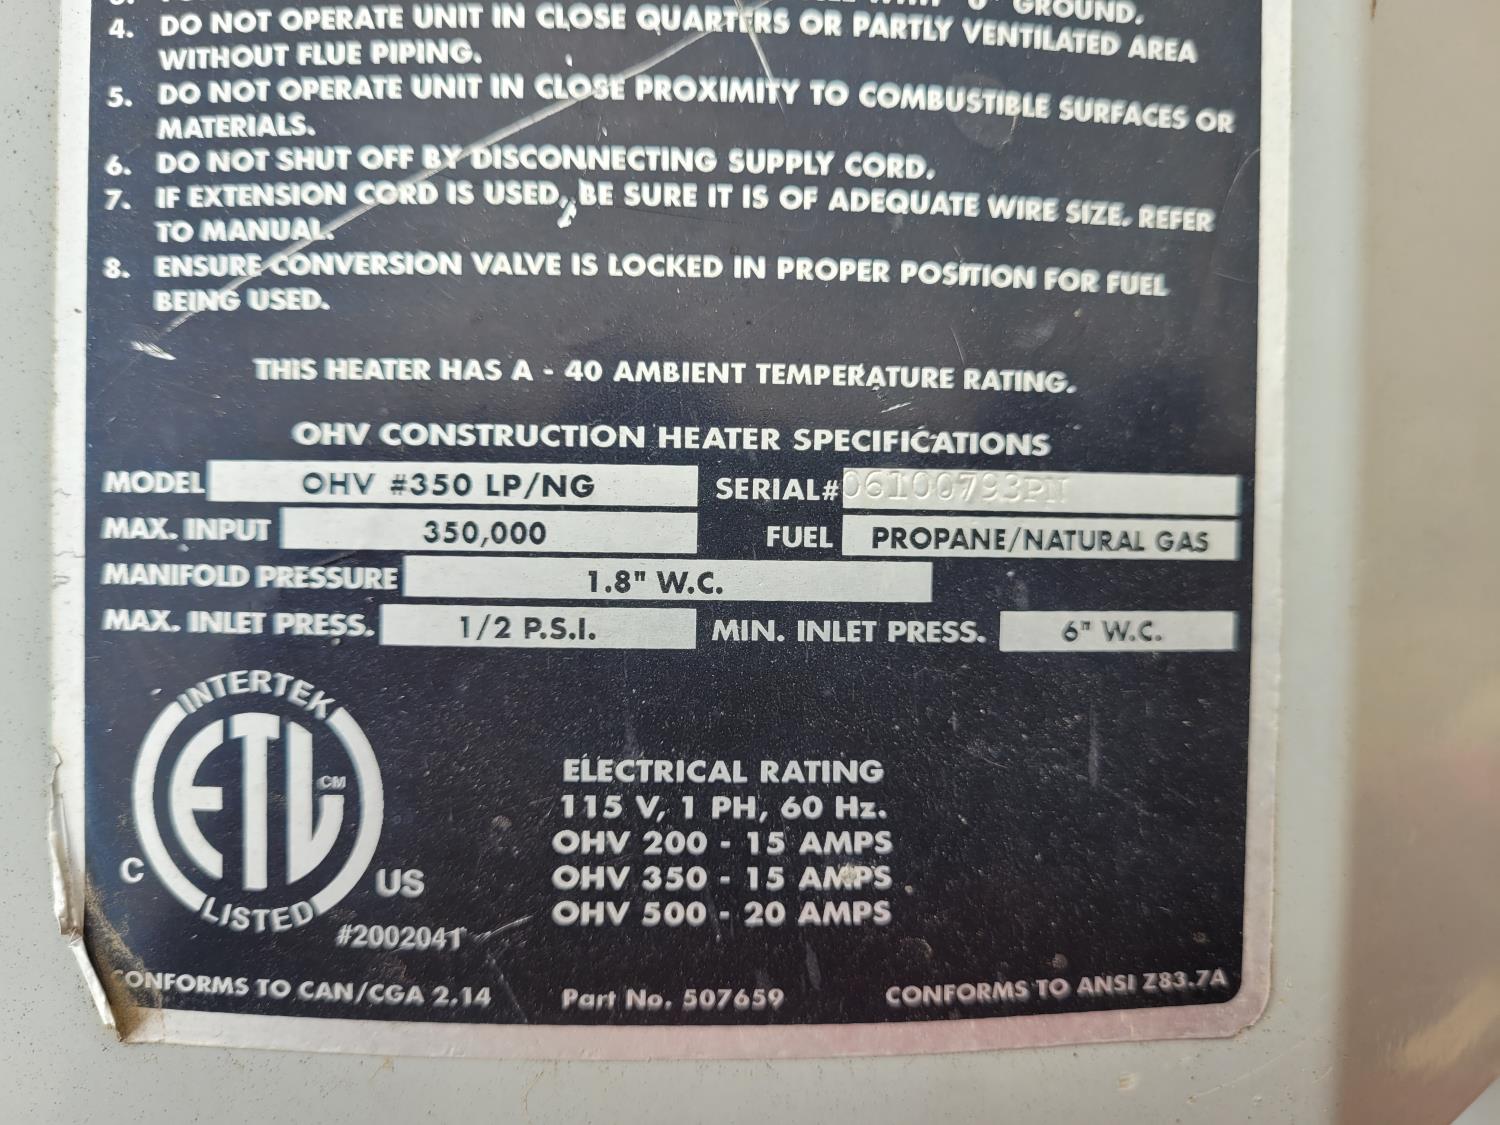 GROUND.
4. DO NOT OPERATE UNIT IN CLOSE QUARTERS OR PARTLY VENTILATED AREA
WITHOUT FLUE PIPING.
5. DO NOT OPERATE UNIT IN CLOSE PROXIMITY TO COMBUSTIBLE SURFACES OR
MATERIALS.
6. DO NOT SHUT OFF BY DISCONNECTING SUPPLY CORD.
7. IF EXTENSION CORD IS USED, BE SURE IT IS OF ADEQUATE WIRE SIZE. REFER
TO MANUAL.
8. ENSURE CONVERSION VALVE IS LOCKED IN PROPER POSITION FOR FUEL
BEING USED.
THIS HEATER HAS A - 40 AMBIENT TEMPERATURE RATING.
OHV CONSTRUCTION HEATER SPECIFICATIONS
MODEL OHV #350 LP/NG SERIAL# 06100793PN
MAX. INPUT 350,000 FUEL PROPANE/NATURAL GAS
MANIFOLD PRESSURE 1.8" W.C.
MAX. INLET PRESS. 1/2 P.S.I. MIN. INLET PRESS. 6" W.C.
INTERTEK
ETL CM
C US
LISTED
#2002041
ELECTRICAL RATING
115 V, 1 PH, 60 Hz.
OHV 200 - 15 AMPS
OHV 350 - 15 AMPS
OHV 500 - 20 AMPS
CONFORMS TO CAN/CGA 2.14 Part No. 507659 CONFORMS TO ANSI Z83.7A